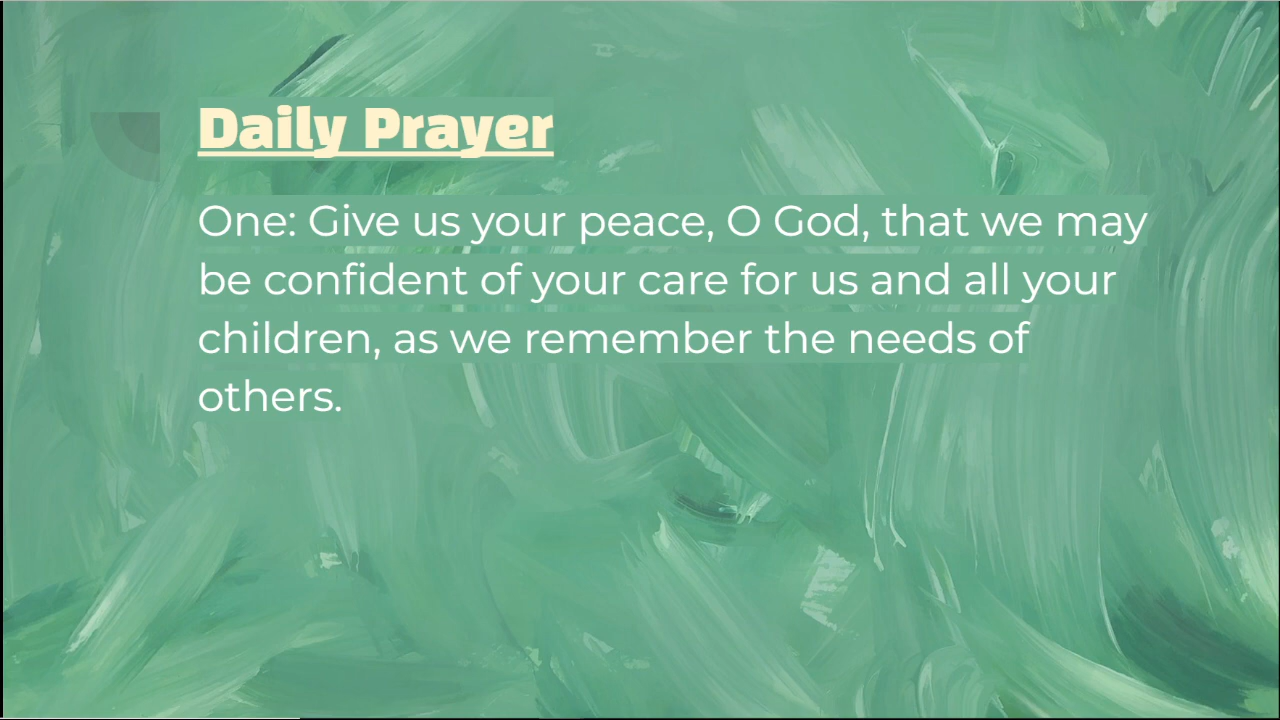 Daily Prayer
One: Give us your peace, O God, that we may
be confident of your care for us and all your
children, as we remember the needs of
others.